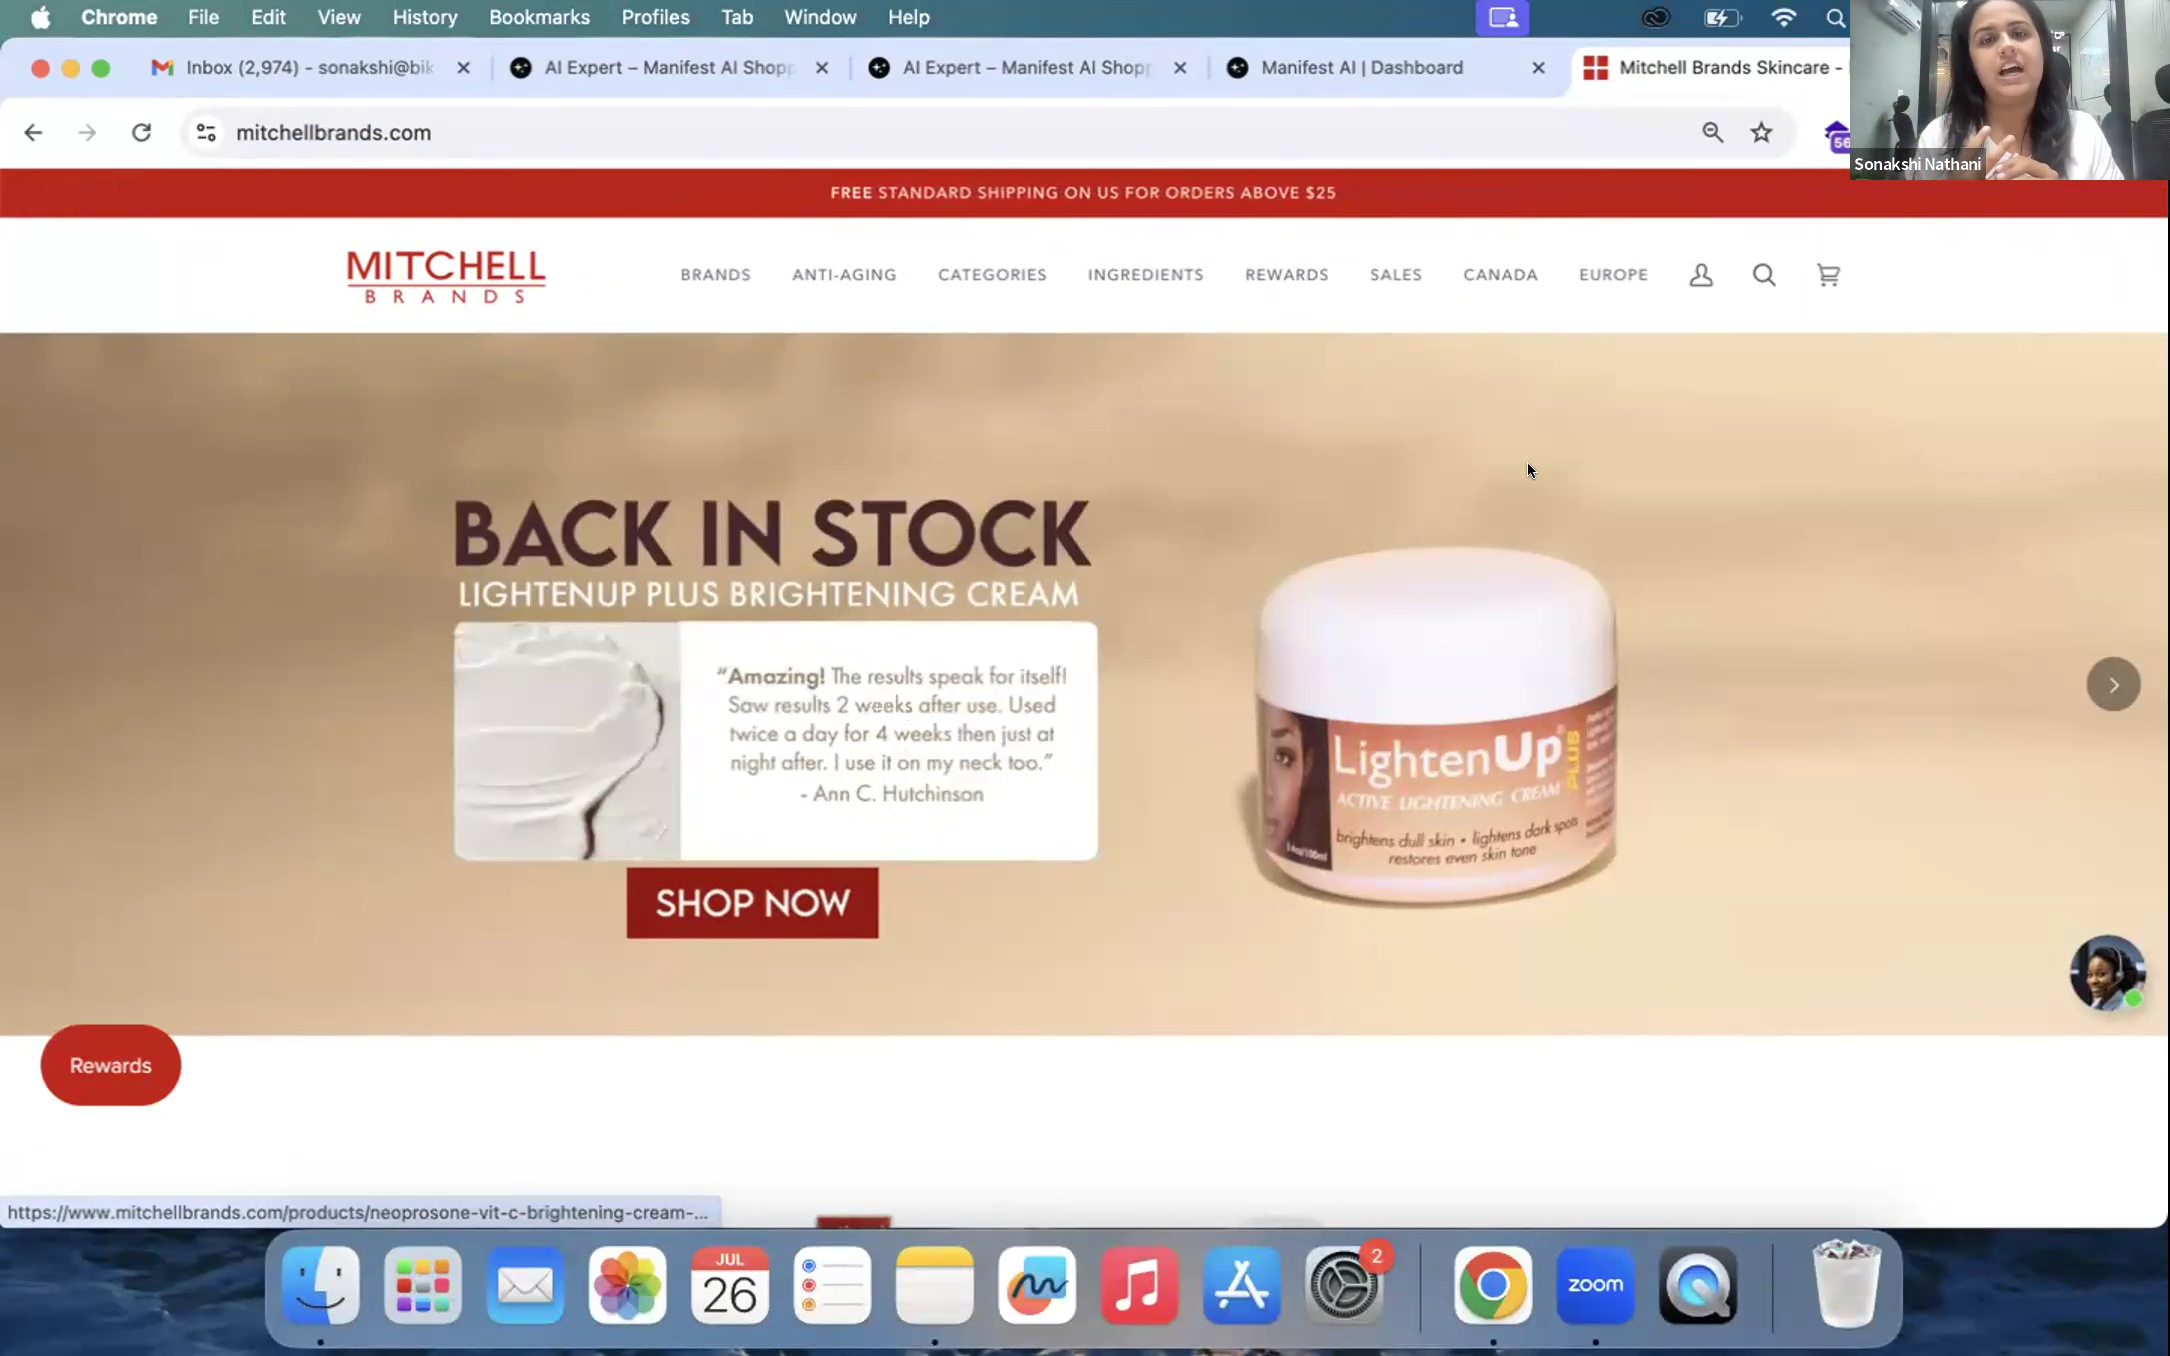 Chrome File Edit View History Bookmarks Profiles Tab Window Help
Inbox (2,974) - sonakshi@bik
AI Expert – Manifest AI Shopp
AI Expert – Manifest AI Shopp
Manifest AI | Dashboard
Mitchell Brands Skincare -
mitchellbrands.com
56
Sonakshi Nathani
FREE STANDARD SHIPPING ON US FOR ORDERS ABOVE $25
MITCHELL
BRANDS
BRANDS ANTI-AGING CATEGORIES INGREDIENTS REWARDS SALES CANADA EUROPE
BACK IN STOCK
LIGHTENUP PLUS BRIGHTENING CREAM
“Amazing! The results speak for itself!
Saw results 2 weeks after use. Used
twice a day for 4 weeks then just at
night after. I use it on my neck too.”
- Ann C. Hutchinson
SHOP NOW
LightenUp PLUS
ACTIVE LIGHTENING CREAM
brightens dull skin • lightens dark spots
restores even skin tone
Rewards
https://www.mitchellbrands.com/products/neoprosone-vit-c-brightening-cream-...
JUL
26
2
zoom